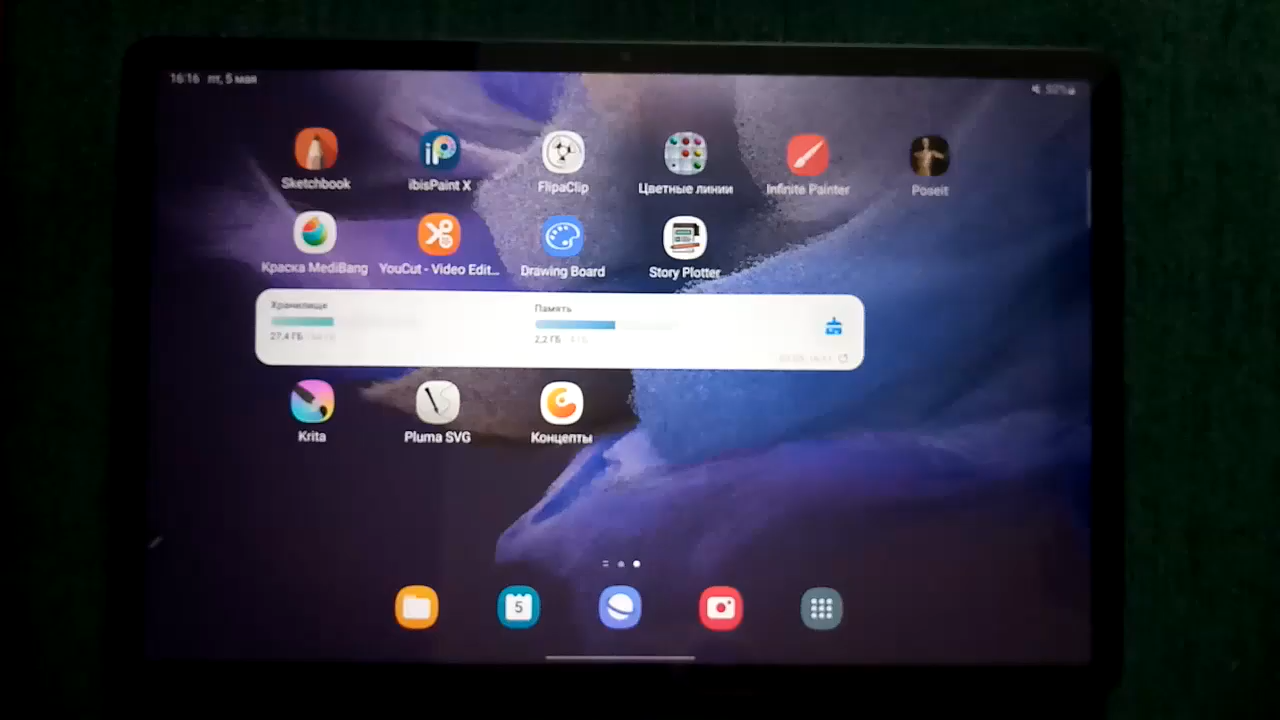 16:16 пт, 5 мая
Sketchbook
ibisPaint X
FlipaClip
Цветные линии
Infinite Painter
Poseit
Краска MediBang
YouCut - Video Edit...
Drawing Board
Story Plotter
Хранилище
Память
27,4 ГБ
2,2 ГБ
Krita
Pluma SVG
Концепты
5